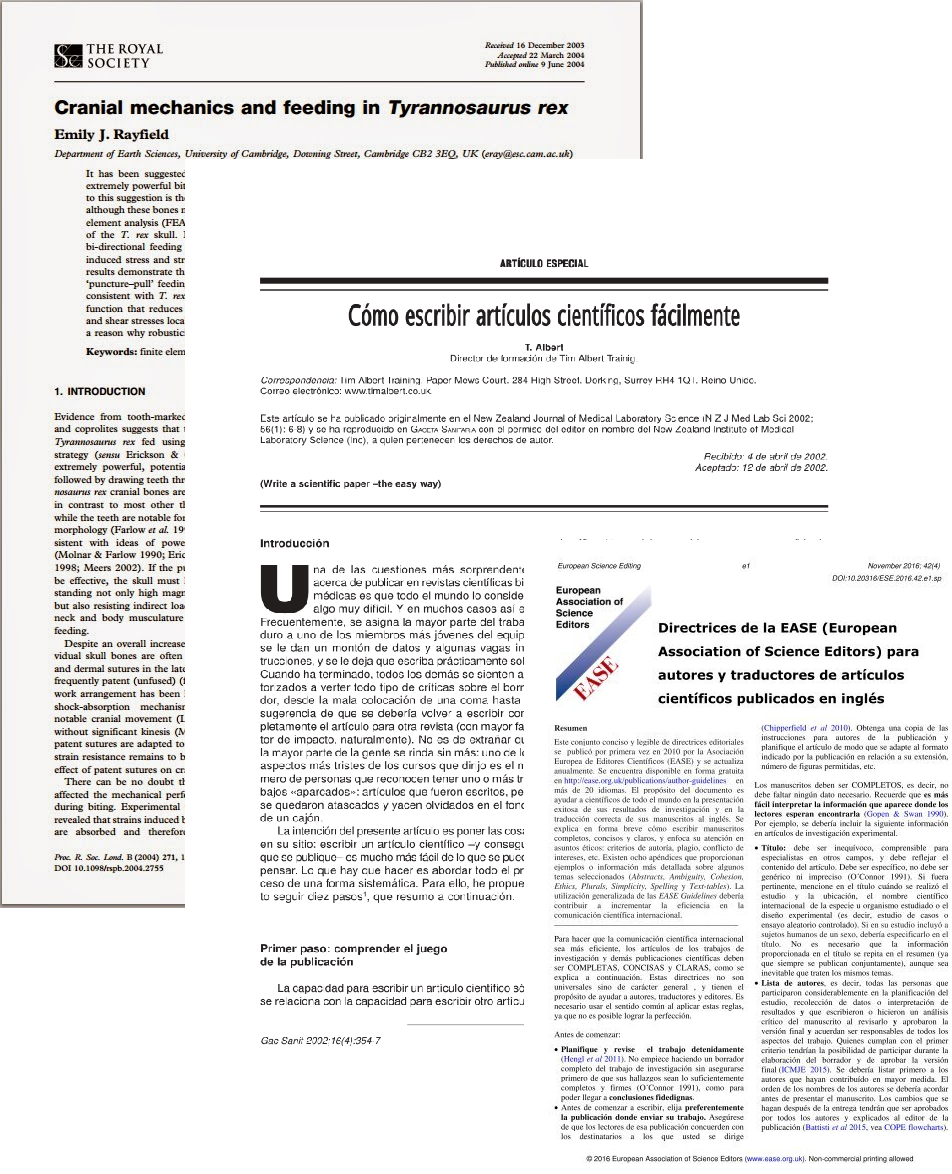 THE ROYAL
SOCIETY
Received 16 December 2003
Accepted 22 March 2004
Published online 9 June 2004
Cranial mechanics and feeding in Tyrannosaurus rex
Emily J. Rayfield
Department of Earth Sciences, University of Cambridge, Downing Street, Cambridge CB2 3EQ, UK (eray@esc.cam.ac.uk)
It has been suggested
extremely powerful bit
to this suggestion is the
although these bones
element analysis (FEA
of the T. rex skull.
bi-directional feeding
induced stress and str
results demonstrate th
‘puncture–pull’ feedin
consistent with T. rex
function that reduces
and shear stresses loca
a reason why robustic
Keywords: finite elem
1. INTRODUCTION
Evidence from tooth-marked
and coprolites suggests that
Tyrannosaurus rex fed using
strategy (sensu Erickson &
extremely powerful, potentia
followed by drawing teeth thr
nosaurus rex cranial bones are
in contrast to most other th
while the teeth are notable for
morphology (Farlow et al. 199
sistent with ideas of powe
(Molnar & Farlow 1990; Eric
1998; Meers 2002). If the pu
be effective, the skull must
standing not only high magn
but also resisting indirect loa
neck and body musculature
feeding.
Despite an overall increase
vidual skull bones are often
and dermal sutures in the late
frequently patent (unfused) (f
work arrangement has been
shock-absorption mechanism
notable cranial movement (L
without significant kinesis (M
patent sutures are adapted to
strain resistance remains to b
effect of patent sutures on cr
There can be no doubt th
affected the mechanical perfe
during biting. Experimental
revealed that strains induced b
are absorbed and therefor
Proc. R. Soc. Lond. B (2004) 271, 1
DOI 10.1098/rspb.2004.2755
ARTÍCULO ESPECIAL
Cómo escribir artículos científicos fácilmente
T. Albert
Director de formación de Tim Albert Trainig.
Correspondencia: Tim Albert Training. Paper Mews Court. 284 High Street. Dorking, Surrey RH4 1QT. Reino Unido.
Correo electrónico: www.timalbert.co.uk
Este artículo se ha publicado originalmente en el New Zealand Journal of Medical Laboratory Science (N Z J Med Lab Sci 2002;
56(1): 6-8) y se ha rproducido en GACETA SANITARIA con el permiso del editor en nombre del New Zealand Institute of Medical
Laboratory Science (Inc), a quien pertenecen los derechos de autor.
Recibido: 4 de abril de 2002.
Aceptado: 12 de abril de 2002.
(Write a scientific paper –the easy way)
Introducción
Una de las cuestiones más sorprendente
acerca de publicar en revistas científicas bi
médicas es que todo el mundo lo conside
algo muy difícil. Y en muchos casos así e
Frecuentemente, se asigna la mayor parte del traba
duro a uno de los miembros más jóvenes del equip
se le dan un montón de datos y algunas vagas in
trucciones, y se le deja que escriba prácticamente sol
Cuando ha terminado, todos los demás se sienten a
torizados a verter todo tipo de críticas sobre el borr
dor, desde la mala colocación de una coma hasta
sugerencia de que se debería volver a escribir cor
pletamente el artículo para otra revista (con mayor fa
tor de impacto, naturalmente). No es de extrañar cu
la mayor parte de la gente se rinda sin más: uno de lo
aspectos más tristes de los cursos que dirijo es el n
mero de personas que reconocen tener uno o más tr
bajos «aparcados»: artículos que fueron escritos, pe
se quedaron atascados y yacen olvidados en el fond
de un cajón.
La intención del presente artículo es poner las cosa
en su sitio: escribir un artículo científico –y consegu
que se publique– es mucho más fácil de lo que se puec
pensar. Lo que hay que hacer es abordar todo el pr
ceso de una forma sistemática. Para ello, he propue
to seguir diez pasos¹, que resumo a continuación.
Primer paso: comprender el juego
de la publicación
La capacidad para escribir un artículo científico só
se relaciona con la capacidad para escribir otro artícu
Gac Sanit 2002;16(4):354-7
European Science Editing e1 November 2016; 42(4)
DOI:10.20316/ESE.2016.42.e1.sp
European
Association of
Science
Editors
EASE
Directrices de la EASE (European
Association of Science Editors) para
autores y traductores de artículos
científicos publicados en inglés
Resumen
Este conjunto conciso y legible de directrices editoriales
se publicó por primera vez en 2010 por la Asociación
Europea de Editores Científicos (EASE) y se actualiza
anualmente. Se encuentra disponible en forma gratuita
en http://ease.org.uk/publications/author-guidelines en
más de 20 idiomas. El propósito del documento es
ayudar a científicos de todo el mundo en la presentación
exitosa de sus resultados de investigación y en la
traducción correcta de sus manuscritos al inglés. Se
explica en forma breve cómo escribir manuscritos
completos, concisos y claros, y enfoca su atención en
asuntos éticos: criterios de autoría, plagio, conflicto de
intereses, etc. Existen ocho apéndices que proporcionan
ejemplos o información más detallada sobre algunos
temas seleccionados (Abstracts, Ambiguity, Cohesion,
Ethics, Plurals, Simplicity, Spelling y Text-tables). La
utilización generalizada de las EASE Guidelines debería
contribuir a incrementar la eficiencia en la
comunicación científica internacional.
Para hacer que la comunicación científica internacional
sea más eficiente, los artículos de los trabajos de
investigación y demás publicaciones científicas deben
ser COMPLETAS, CONCISAS y CLARAS, como se
explica a continuación. Estas directrices no son
universales sino de carácter general , y tienen el
propósito de ayudar a autores, traductores y editores. Es
necesario usar el sentido común al aplicar estas reglas,
ya que no es posible lograr la perfección.
Antes de comenzar:
• Planifique y revise el trabajo detenidamente
(Hengl et al 2011). No empiece haciendo un borrador
completo del trabajo de investigación sin asegurarse
primero de que sus hallazgos sean lo suficientemente
completos y firmes (O’Connor 1991), como para
poder llegar a conclusiones fidedignas.
• Antes de comenzar a escribir, elija preferentemente
la publicación donde enviar su trabajo. Asegúrese
de que los lectores de esa publicación concuerden con
los destinatarios a los que usted se dirige
(Chipperfield et al 2010). Obtenga una copia de las
instrucciones para autores de la publicación y
planifique el artículo de modo que se adapte al formato
indicado por la publicación en relación a su extensión,
número de figuras permitidas, etc.
Los manuscritos deben ser COMPLETOS, es decir, no
debe faltar ningún dato necesario. Recuerde que es más
fácil interpretar la información que aparece donde los
lectores esperan encontrarla (Gopen & Swan 1990).
Por ejemplo, se debería incluir la siguiente información
en artículos de investigación experimental.
• Título: debe ser inequívoco, comprensible para
especialistas en otros campos, y debe reflejar el
contenido del artículo. Debe ser específico, no debe ser
genérico ni impreciso (O’Connor 1991). Si fuera
pertinente, mencione en el título cuándo se realizó el
estudio y la ubicación, el nombre científico
internacional de la especie u organismo estudiado o el
diseño experimental (es decir, estudio de casos o
ensayo aleatorio controlado). Si en su estudio incluyó a
sujetos humanos de un sexo, debería especificarlo en el
título. No es necesario que la información
proporcionada en el título se repita en el resumen (ya
que siempre se publican conjuntamente), aunque sea
inevitable que traten los mismos temas.
• Lista de autores, es decir, todas las personas que
participaron considerablemente en la planificación del
estudio, recolección de datos o interpretación de
resultados y que escribieron o hicieron un análisis
crítico del manuscrito al revisarlo y aprobaron la
versión final y acuerdan ser responsables de todos los
aspectos del trabajo. Quienes cumplan con el primer
criterio tendrían la posibilidad de participar durante la
elaboración del borrador y de aprobar la versión
final (ICMJE 2015). Se debería listar primero a los
autores que hayan contribuído en mayor medida. El
orden de los nombres de los autores se debería acordar
antes de presentar el manuscrito. Los cambios que se
hagan después de la entrega tendrán que ser aprobados
por todos los autores y explicados al editor de la
publicación (Battisti et al 2015, vea COPE flowcharts).
© 2016 European Association of Science Editors (www.ease.org.uk). Non-commercial printing allowed